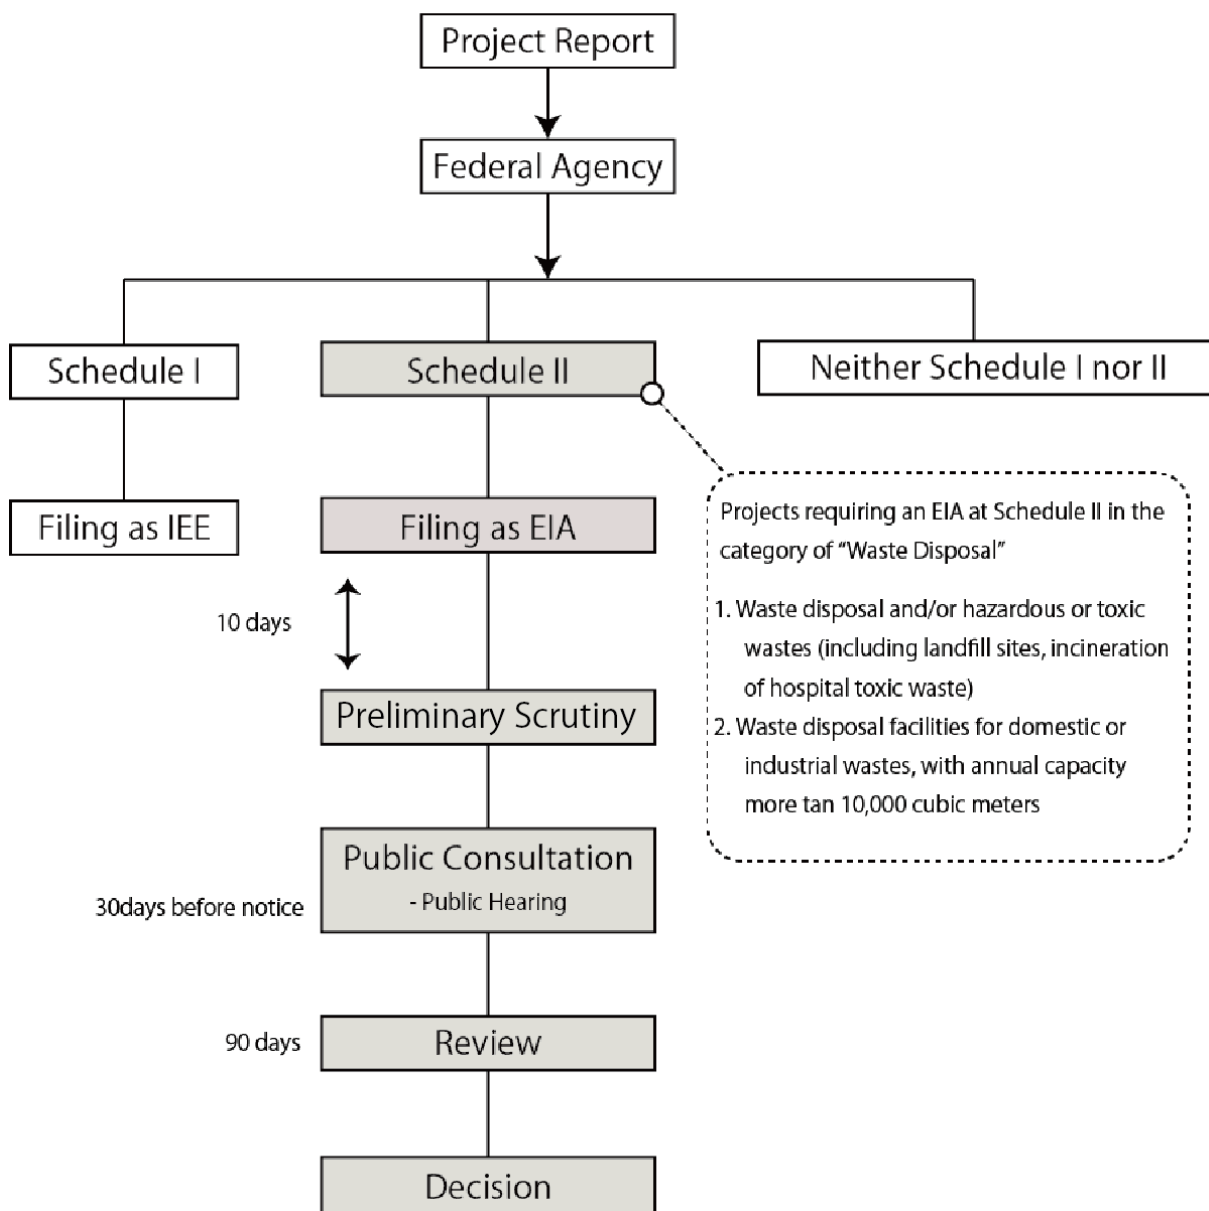 Project Report
Federal Agency
Schedule I
Schedule II
Neither Schedule I nor II
Filing as IEE
Filing as EIA
Projects requiring an EIA at Schedule II in the
category of “Waste Disposal”
1. Waste disposal and/or hazardous or toxic
wastes (including landfill sites, incineration
of hospital toxic waste)
2. Waste disposal facilities for domestic or
industrial wastes, with annual capacity
more tan 10,000 cubic meters
10 days
Preliminary Scrutiny
Public Consultation
- Public Hearing
30days before notice
90 days
Review
Decision